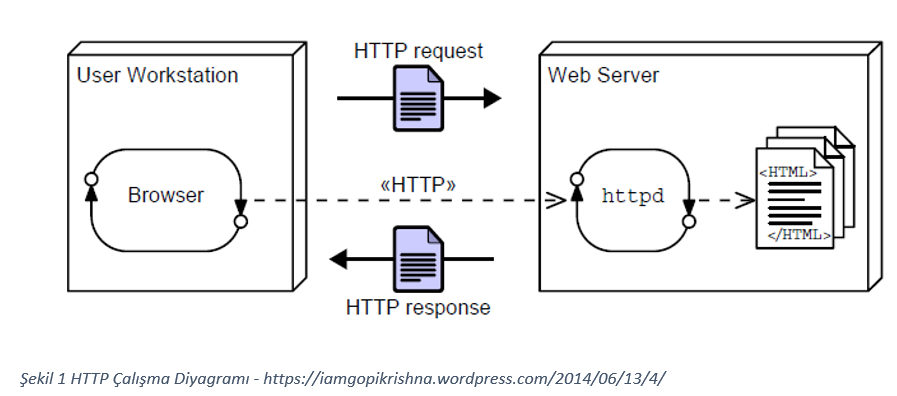 HTTP request
User Workstation
Web Server
Browser
«HTTP»
httpd
<HTML>
</HTML>
HTTP response
Şekil 1 HTTP Çalışma Diyagramı - https://iamgopikrishna.wordpress.com/2014/06/13/4/